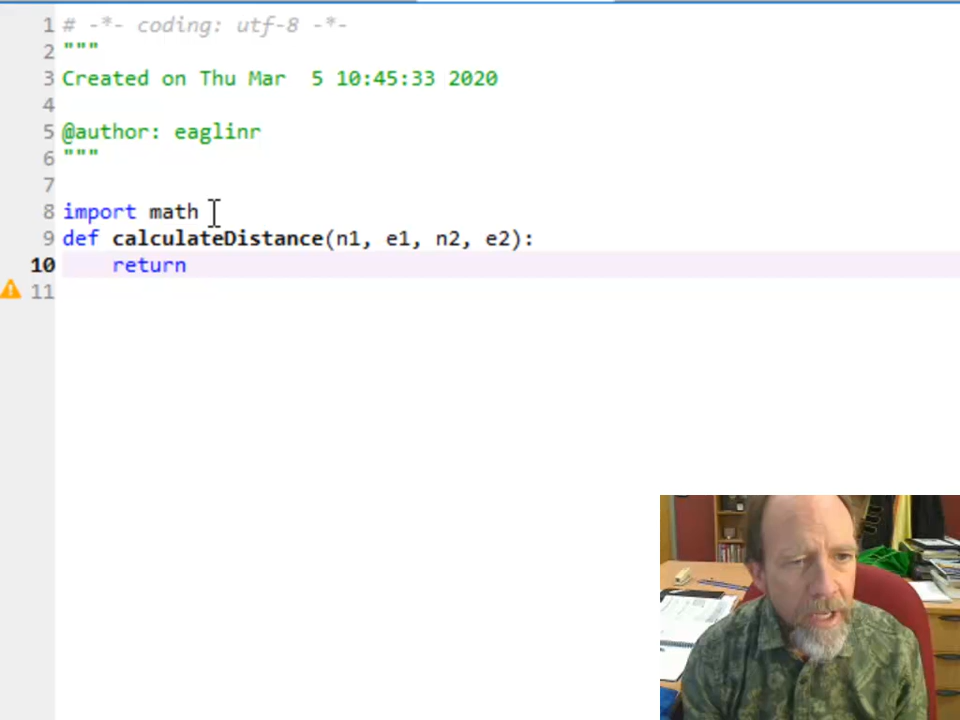 1 # -*- coding: utf-8 -*-
2 """
3 Created on Thu Mar  5 10:45:33 2020
4
5 @author: eaglinr
6 """
7
8 import math
9 def calculateDistance(n1, e1, n2, e2):
10     return
11